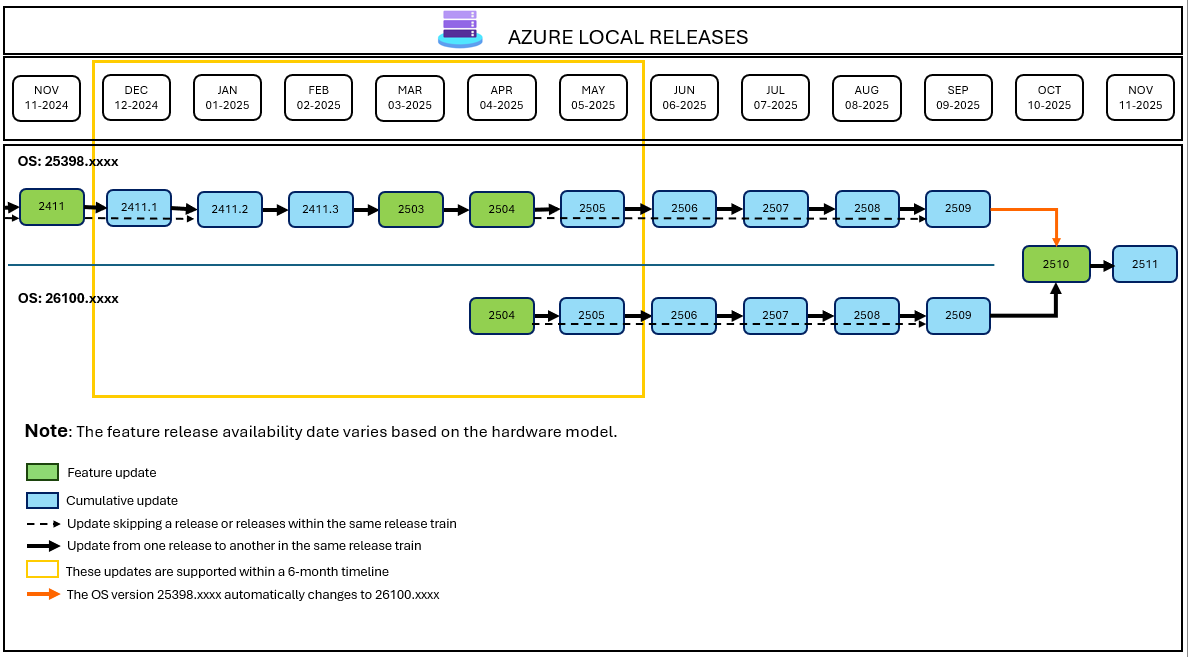 AZURE LOCAL RELEASES
NOV
11-2024
DEC
12-2024
JAN
01-2025
FEB
02-2025
MAR
03-2025
APR
04-2025
MAY
05-2025
JUN
06-2025
JUL
07-2025
AUG
08-2025
SEP
09-2025
OCT
10-2025
NOV
11-2025
OS: 25398.xxxx
2411
2411.1
2411.2
2411.3
2503
2504
2505
2506
2507
2508
2509
2510
2511
OS: 26100.xxxx
2504
2505
2506
2507
2508
2509
Note: The feature release availability date varies based on the hardware model.
Feature update
Cumulative update
Update skipping a release or releases within the same release train
Update from one release to another in the same release train
These updates are supported within a 6-month timeline
The OS version 25398.xxxx automatically changes to 26100.xxxx